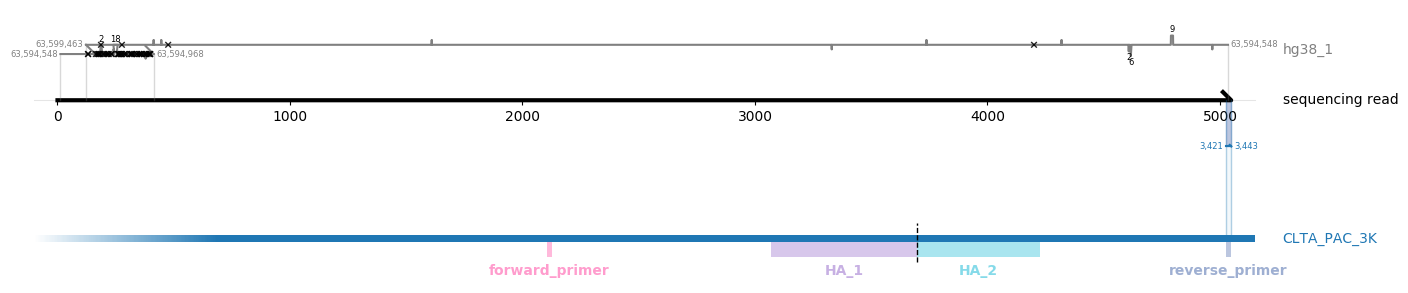 2 18 9
63,599,463 63,594,548
63,594,548 63,594,968
hg38_1
2
6
sequencing read
0 1000 2000 3000 4000 5000
3,421 3,443
CLTA_PAC_3K
forward_primer HA_1 HA_2 reverse_primer